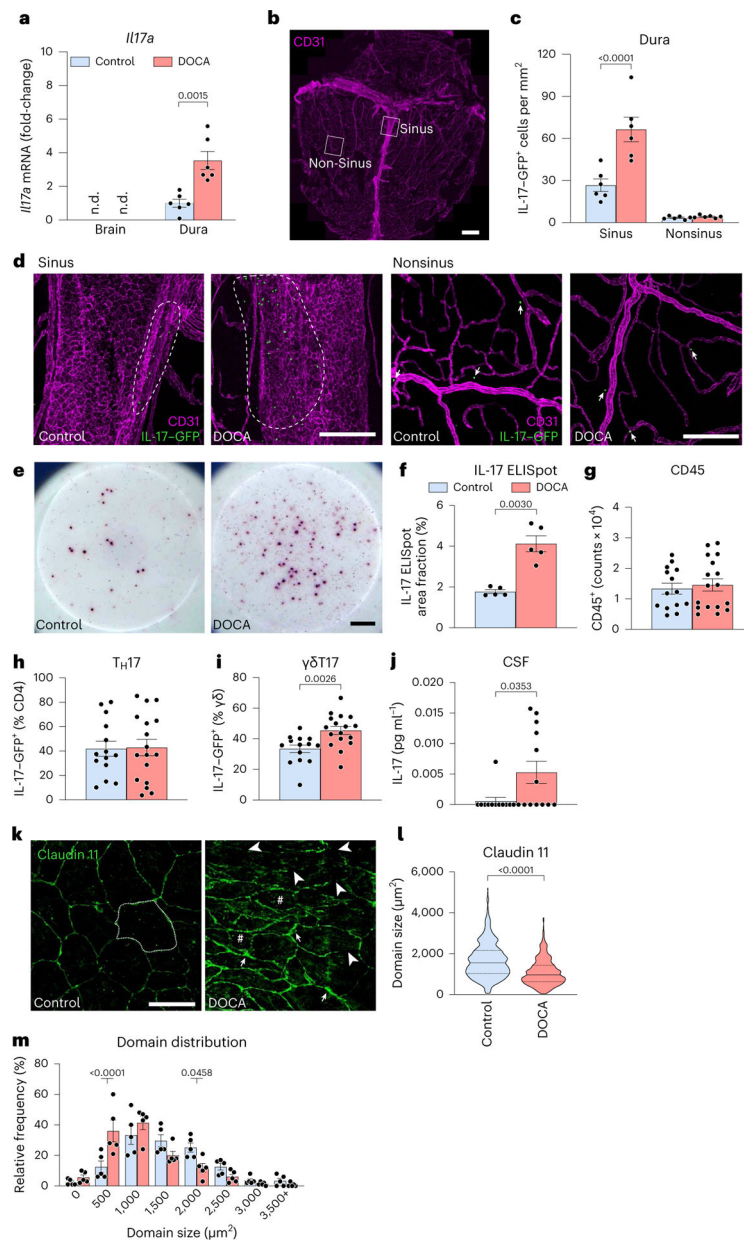 a
Il17a
Control DOCA
Il17a mRNA (fold-change)
10
8
6
4
2
0
0.0015
n.d. n.d.
Brain Dura
b
CD31
Sinus
Non-Sinus
c
Dura
IL-17–GFP+ cells per mm2
120
90
60
30
0
<0.0001
Sinus Nonsinus
d
Sinus Nonsinus
CD31
Control IL-17–GFP
DOCA
CD31
Control IL-17–GFP
DOCA
e
Control
DOCA
f
IL-17 ELISpot
Control DOCA
IL-17 ELISpot
area fraction (%)
6
4
2
0
0.0030
g
CD45
CD45+ (counts × 10⁴)
4
3
2
1
0
h
TH17
IL-17–GFP+ (% CD4)
100
80
60
40
20
0
i
γδT17
IL-17–GFP+ (% γδ)
80
60
40
20
0
0.0026
j
CSF
IL-17 (pg ml−1)
0.020
0.015
0.010
0.005
0
0.0353
k
Claudin 11
Control
#
#
DOCA
l
Claudin 11
Domain size (µm2)
6,000
4,000
2,000
0
<0.0001
Control
DOCA
m
Domain distribution
Relative frequency (%)
80
60
40
20
0
<0.0001 0.0458
0 500 1,000 1,500 2,000 2,500 3,000 3,500+
Domain size (µm2)